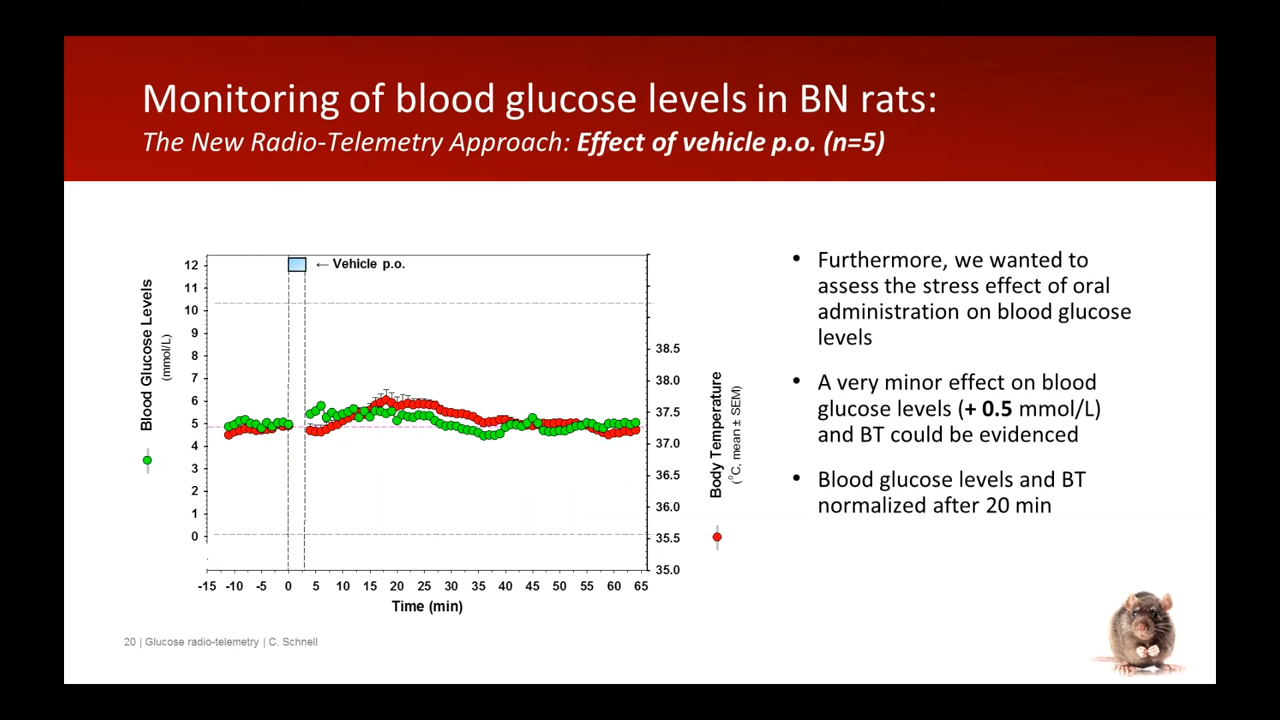 Monitoring of blood glucose levels in BN rats:
The New Radio-Telemetry Approach: Effect of vehicle p.o. (n=5)
12
11
10
9
8
7
6
5
4
3
2
1
0
Blood Glucose Levels
(mmol/L)
← Vehicle p.o.
38.5
38.0
37.5
37.0
36.5
36.0
35.5
35.0
Body Temperature
(°C, mean ± SEM)
-15 -10 -5 0 5 10 15 20 25 30 35 40 45 50 55 60 65
Time (min)
• Furthermore, we wanted to
assess the stress effect of oral
administration on blood glucose
levels
• A very minor effect on blood
glucose levels (+ 0.5 mmol/L)
and BT could be evidenced
• Blood glucose levels and BT
normalized after 20 min
20 | Glucose radio-telemetry | C. Schnell